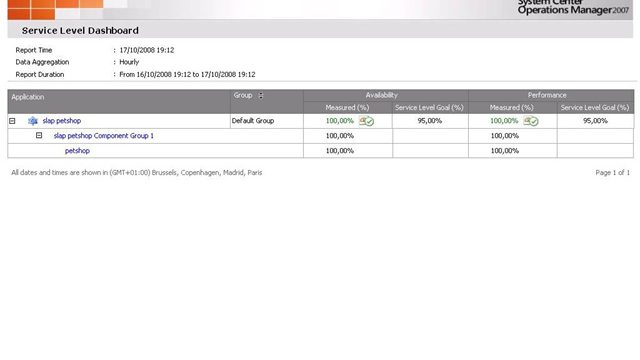 System Center
Operations Manager2007
Service Level Dashboard
Report Time : 17/10/2008 19:12
Data Aggregation : Hourly
Report Duration : From 16/10/2008 19:12 to 17/10/2008 19:12
Application Group Availability Performance
Measured (%) Service Level Goal (%) Measured (%) Service Level Goal (%)
slap petshop Default Group 100,00% 95,00% 100,00% 95,00%
slap petshop Component Group 1 100,00% 100,00%
petshop 100,00% 100,00%
All dates and times are shown in (GMT+01:00) Brussels, Copenhagen, Madrid, Paris Page 1 of 1